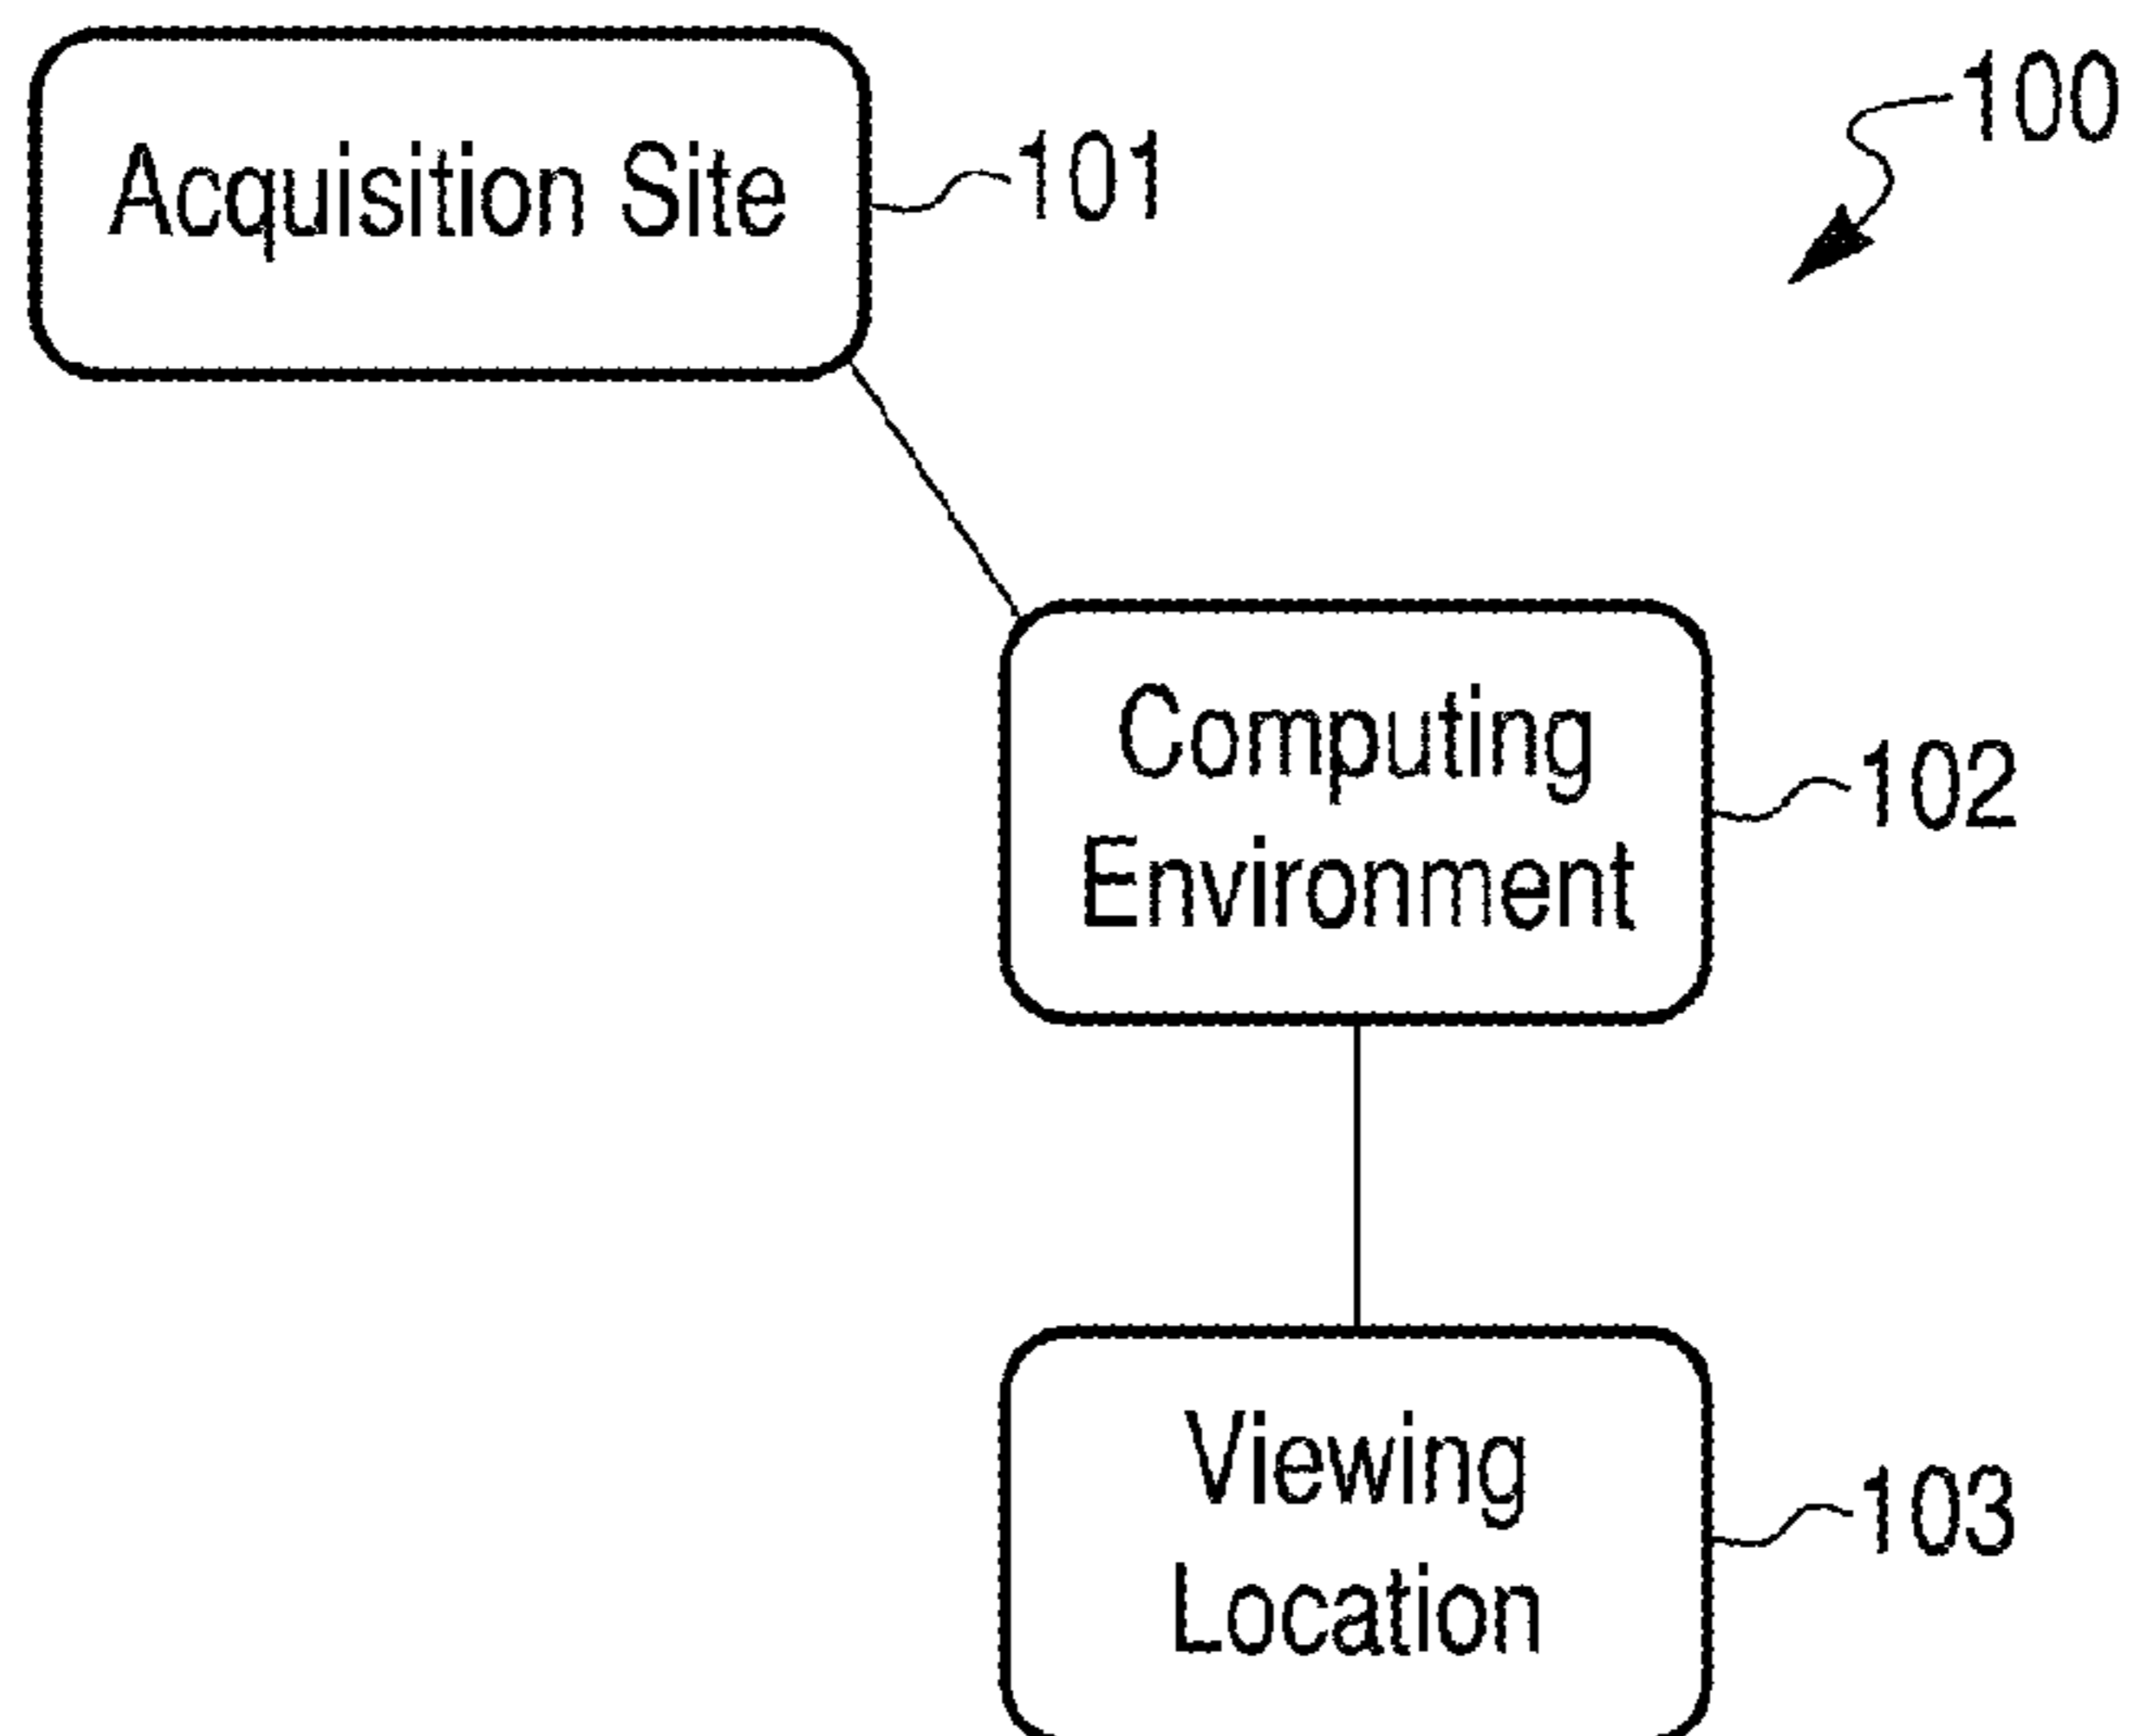 100
Acquisition Site
101
Computing
Environment
102
Viewing
Location
103